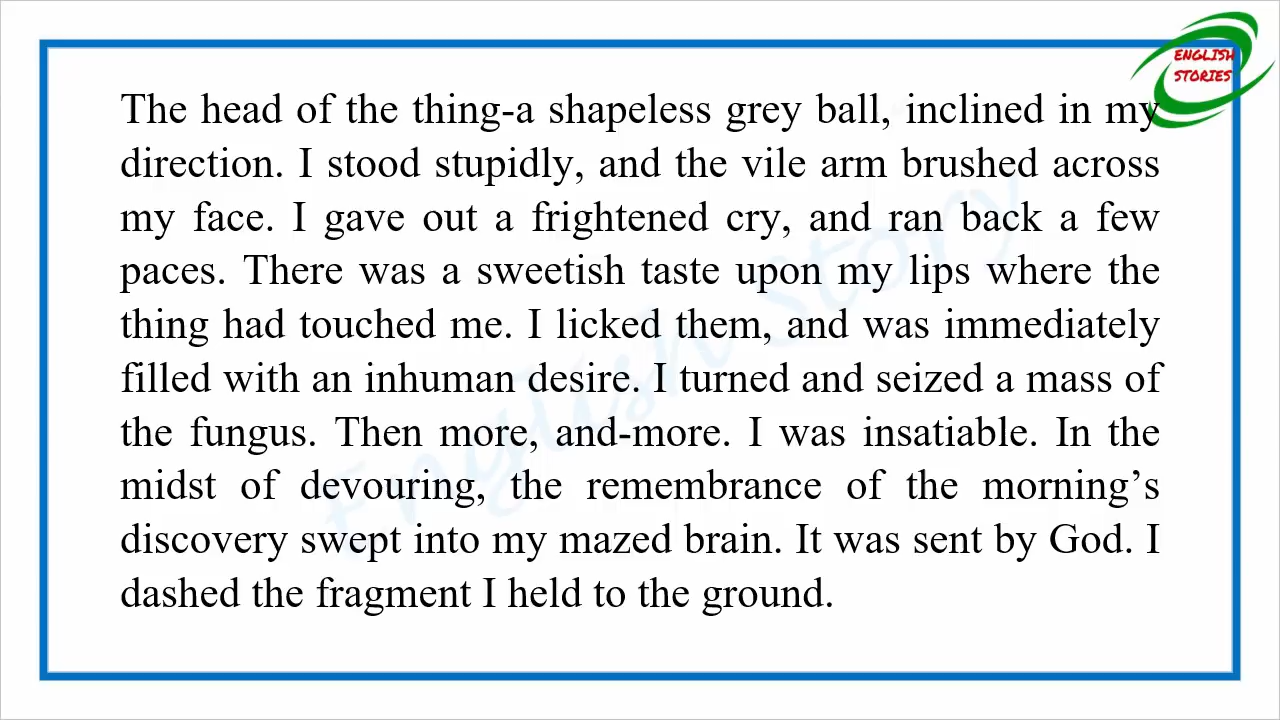 ENGLISH
STORIES
The head of the thing-a shapeless grey ball, inclined in my
direction. I stood stupidly, and the vile arm brushed across
my face. I gave out a frightened cry, and ran back a few
paces. There was a sweetish taste upon my lips where the
thing had touched me. I licked them, and was immediately
filled with an inhuman desire. I turned and seized a mass of
the fungus. Then more, and-more. I was insatiable. In the
midst of devouring, the remembrance of the morning’s
discovery swept into my mazed brain. It was sent by God. I
dashed the fragment I held to the ground.
English Story